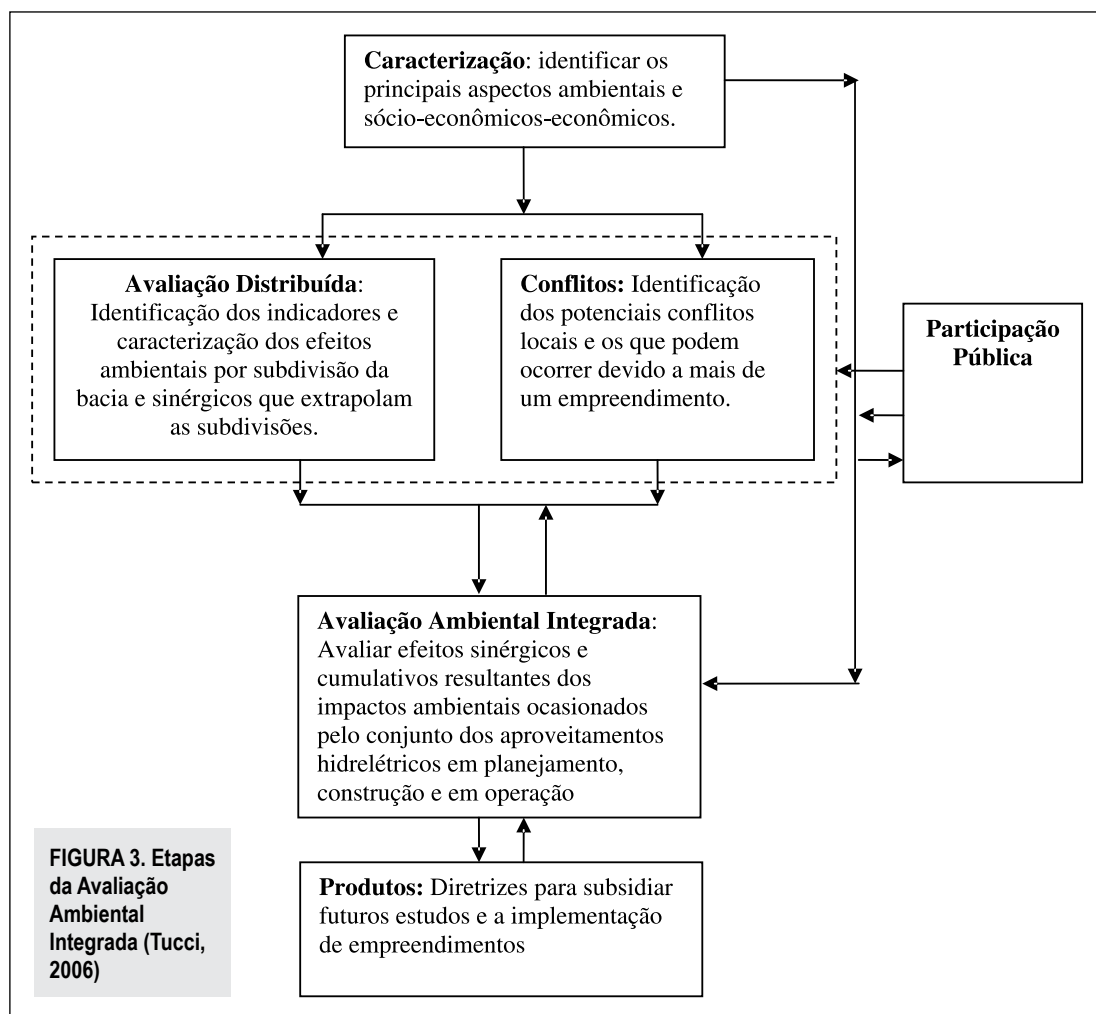 Caracterização: identificar os
principais aspectos ambientais e
sócio-econômicos-econômicos.
Avaliação Distribuída:
Identificação dos indicadores e
caracterização dos efeitos
ambientais por subdivisão da
bacia e sinérgicos que extrapolam
as subdivisões.
Conflitos: Identificação
dos potenciais conflitos
locais e os que podem
ocorrer devido a mais de
um empreendimento.
Participação
Pública
Avaliação Ambiental Integrada:
Avaliar efeitos sinérgicos e
cumulativos resultantes dos
impactos ambientais ocasionados
pelo conjunto dos aproveitamentos
hidrelétricos em planejamento,
construção e em operação
Produtos: Diretrizes para subsidiar
futuros estudos e a implementação
de empreendimentos
FIGURA 3. Etapas
da Avaliação
Ambiental
Integrada (Tucci,
2006)